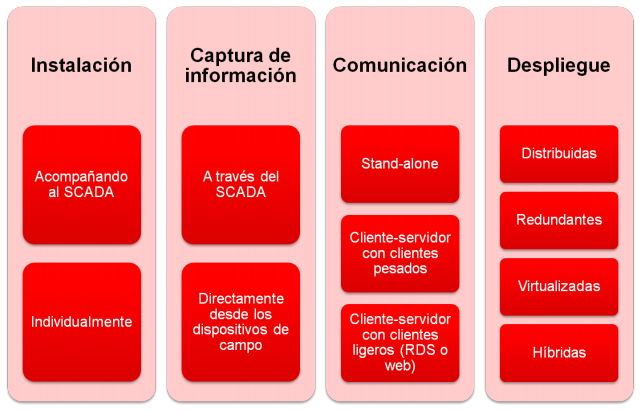 Instalación
Acompañando
al SCADA
Individualmente
Captura de
información
A través del
SCADA
Directamente
desde los
dispositivos de
campo
Comunicación
Stand-alone
Cliente-servidor
con clientes
pesados
Cliente-servidor
con clientes
ligeros (RDS o
web)
Despliegue
Distribuidas
Redundantes
Virtualizadas
Híbridas